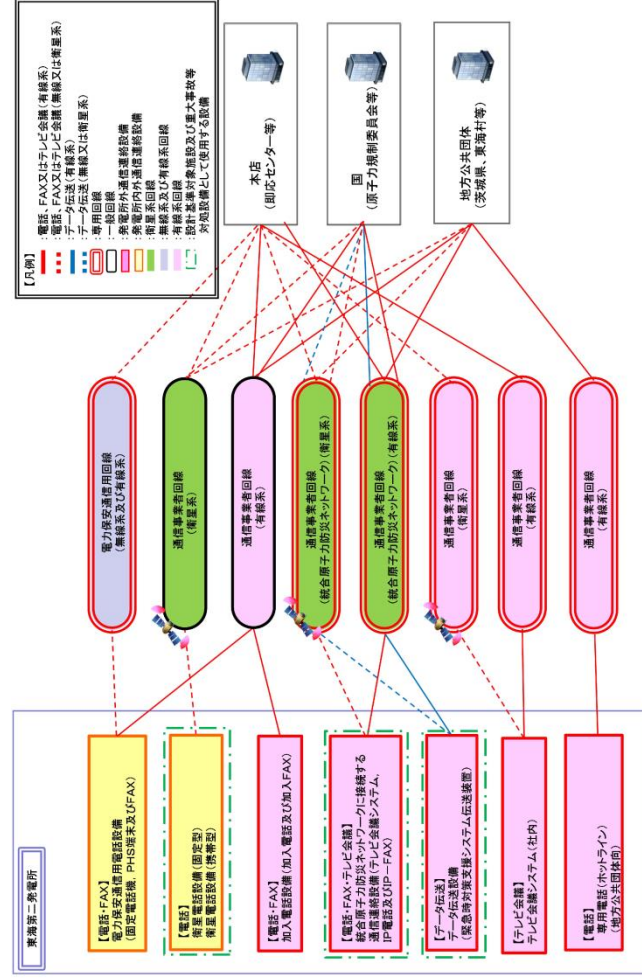 東海第二発電所
【電話・FAX】
電力保安通信用電話設備
(固定電話機、PHS端末及びFAX)
【電話】
衛星電話設備(固定型)
衛星電話設備(携帯型)
【電話・FAX】
加入電話設備(加入電話及び加入FAX)
【電話・FAX・テレビ会議】
統合原子力防災ネットワークに接続する
通信連絡設備(テレビ会議システム、
IP電話及びIP-FAX)
【データ伝送】
データ伝送設備
(緊急時対策支援システム伝送装置)
【テレビ会議】
テレビ会議システム(社内)
【電話】
専用電話(ホットライン)
(地方公共団体向)
電力保安通信用回線
(無線系及び有線系)
通信事業者回線
(衛星系)
通信事業者回線
(有線系)
通信事業者回線
(統合原子力防災ネットワーク)(衛星系)
通信事業者回線
(統合原子力防災ネットワーク)(有線系)
通信事業者回線
(衛星系)
通信事業者回線
(有線系)
通信事業者回線
(有線系)
【凡例】
:電話、FAX又はテレビ会議(有線系)
:電話、FAX又はテレビ会議(無線又は衛星系)
:データ伝送(有線系)
:データ伝送(無線又は衛星系)
:専用回線
:一般回線
:発電所外通信連絡設備
:発電所内外通信連絡設備
:衛星系回線
:無線系及び有線系回線
:有線系回線
:設計基準対象施設及び重大事故等
対処設備として使用する設備
本店
(即応センター等)
国
(原子力規制委員会等)
地方公共団体
(茨城県、東海村等)